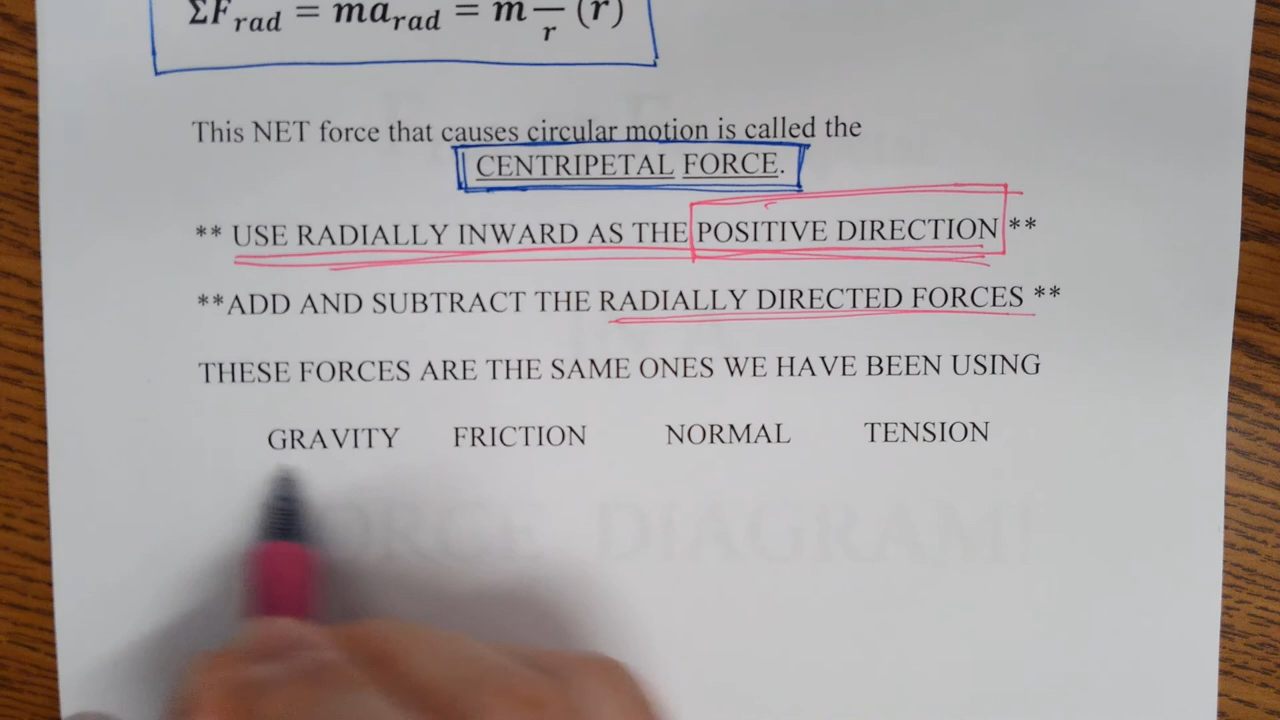 ΣF_rad = ma_rad = m — / r (r̂)
This NET force that causes circular motion is called the
CENTRIPETAL FORCE.
** USE RADIALLY INWARD AS THE POSITIVE DIRECTION **
**ADD AND SUBTRACT THE RADIALLY DIRECTED FORCES **
THESE FORCES ARE THE SAME ONES WE HAVE BEEN USING
GRAVITY FRICTION NORMAL TENSION
DIAGRAM!